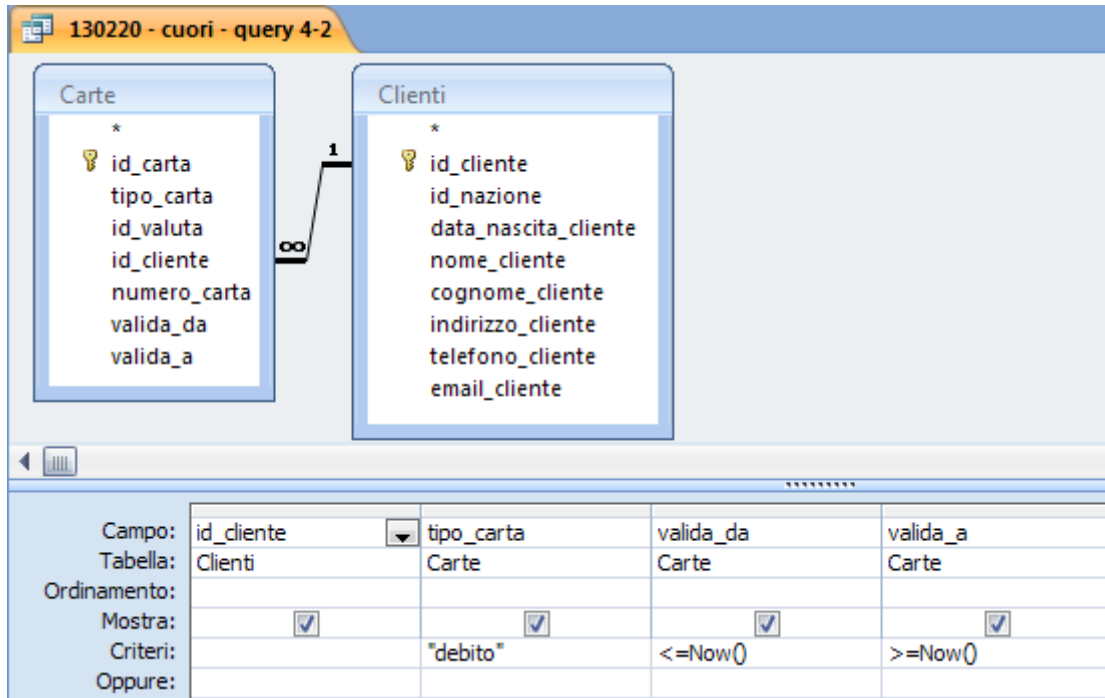 130220 - cuori - query 4-2
Carte
*
id_carta
tipo_carta
id_valuta
id_cliente
numero_carta
valida_da
valida_a
1
∞
Clienti
*
id_cliente
id_nazione
data_nascita_cliente
nome_cliente
cognome_cliente
indirizzo_cliente
telefono_cliente
email_cliente
Campo: id_cliente tipo_carta valida_da valida_a
Tabella: Clienti Carte Carte Carte
Ordinamento:
Mostra:
Criteri: "debito" <=Now() >=Now()
Oppure: